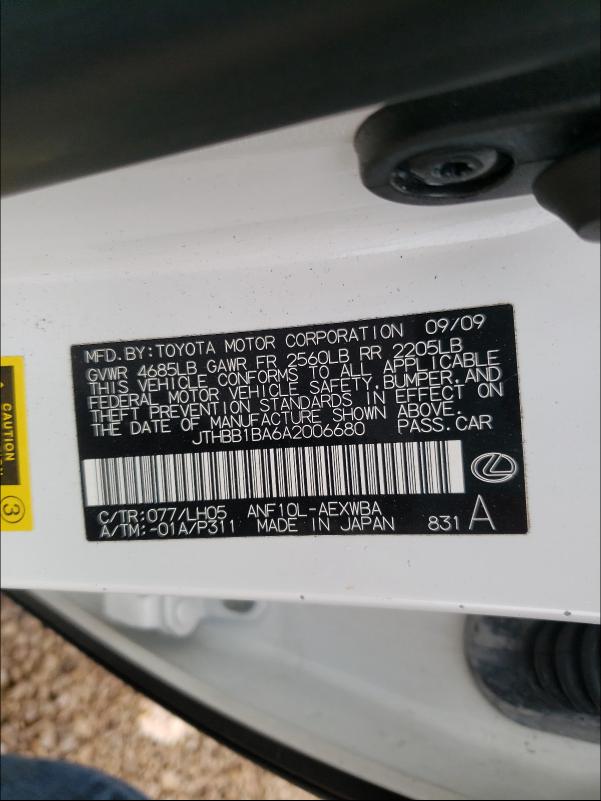 MFD.BY:TOYOTA MOTOR CORPORATION 09/09
GVWR 4685LB GAWR FR 2560LB RR 2205LB
THIS VEHICLE CONFORMS TO ALL APPLICABLE
FEDERAL MOTOR VEHICLE SAFETY,BUMPER,AND
THEFT PREVENTION STANDARDS IN EFFECT ON
THE DATE OF MANUFACTURE SHOWN ABOVE.
JTHBB1BA6A2006680 PASS.CAR
C/TR:077/LH05 ANF10L-AEXWBA
A/TM:-01A/P311 MADE IN JAPAN 831 A
CAUTION
3